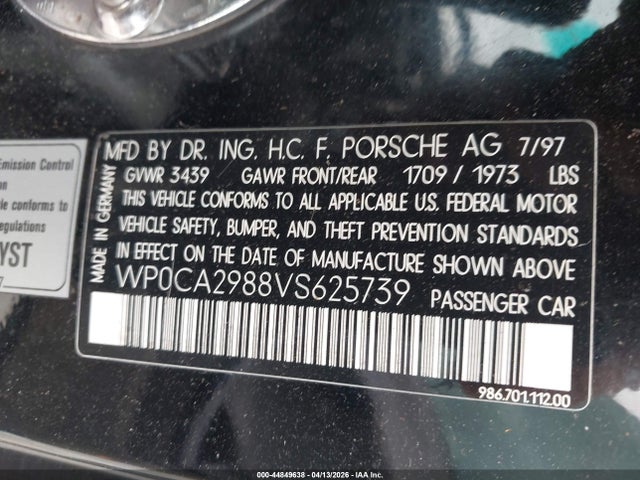 Emission Control
le conforms to
egulations
YST
MFD BY DR. ING. H.C. F. PORSCHE AG 7/97
GVWR 3439 GAWR FRONT/REAR 1709 / 1973 LBS
THIS VEHICLE CONFORMS TO ALL APPLICABLE U.S. FEDERAL MOTOR
VEHICLE SAFETY, BUMPER, AND THEFT PREVENTION STANDARDS
IN EFFECT ON THE DATE OF MANUFACTURE SHOWN ABOVE.
WP0CA2988VS625739 PASSENGER CAR
MADE IN GERMANY
986.701.112.00
000-44849638 - 04/13/2026 - IAA Inc.